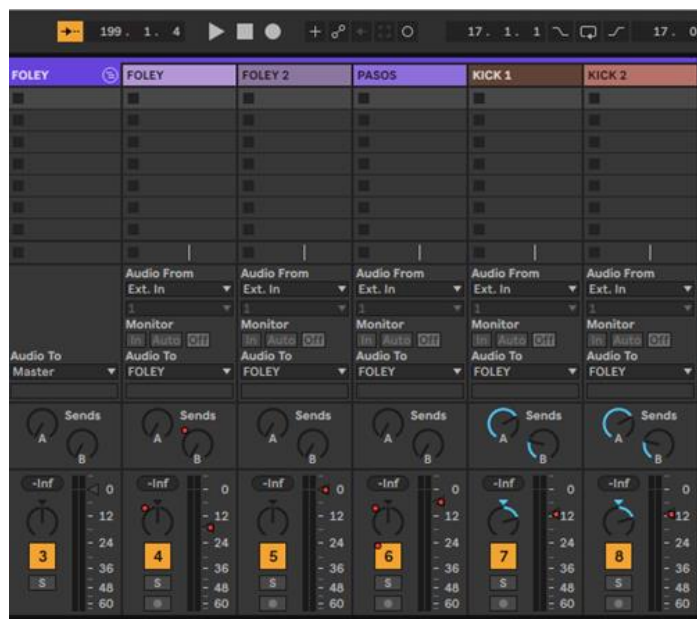 199. 1. 4 17. 1. 1 17. 0
FOLEY FOLEY FOLEY 2 PASOS KICK 1 KICK 2
Audio From Audio From Audio From Audio From Audio From
Ext. In Ext. In Ext. In Ext. In Ext. In
1 1 1 1 1
Monitor Monitor Monitor Monitor Monitor
In Auto Off In Auto Off In Auto Off In Auto Off In Auto Off
Audio To Audio To Audio To Audio To Audio To Audio To
Master FOLEY FOLEY FOLEY FOLEY FOLEY
Sends Sends Sends Sends Sends Sends
A A A A A A
B B B B B B
-Inf -Inf -Inf -Inf -Inf -Inf
0 0 0 0 0 0
12 12 12 12 12 12
24 24 24 24 24 24
3 4 5 6 7 8
36 36 36 36 36 36
S S S S S S
48 48 48 48 48 48
60 60 60 60 60 60